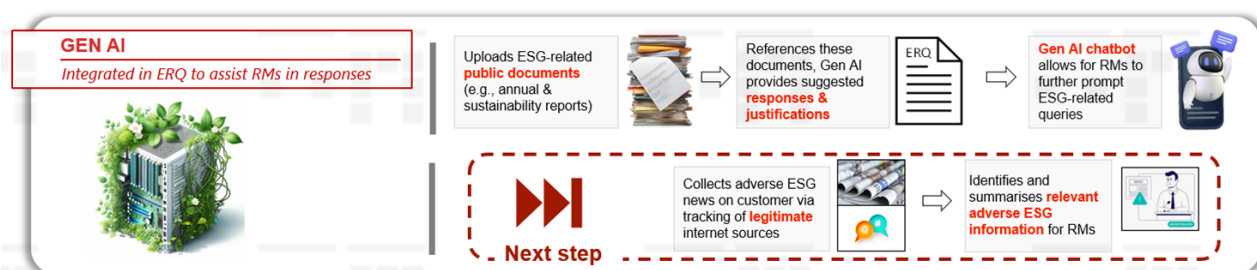 GEN AI
Integrated in ERQ to assist RMs in responses
Uploads ESG-related
public documents
(e.g., annual &
sustainability reports)
References these
documents, Gen AI
provides suggested
responses &
justifications
ERQ
Gen AI chatbot
allows for RMs to
further prompt
ESG-related
queries
Next step
Collects adverse ESG
news on customer via
tracking of legitimate
internet sources
Identifies and
summarises relevant
adverse ESG
information for RMs